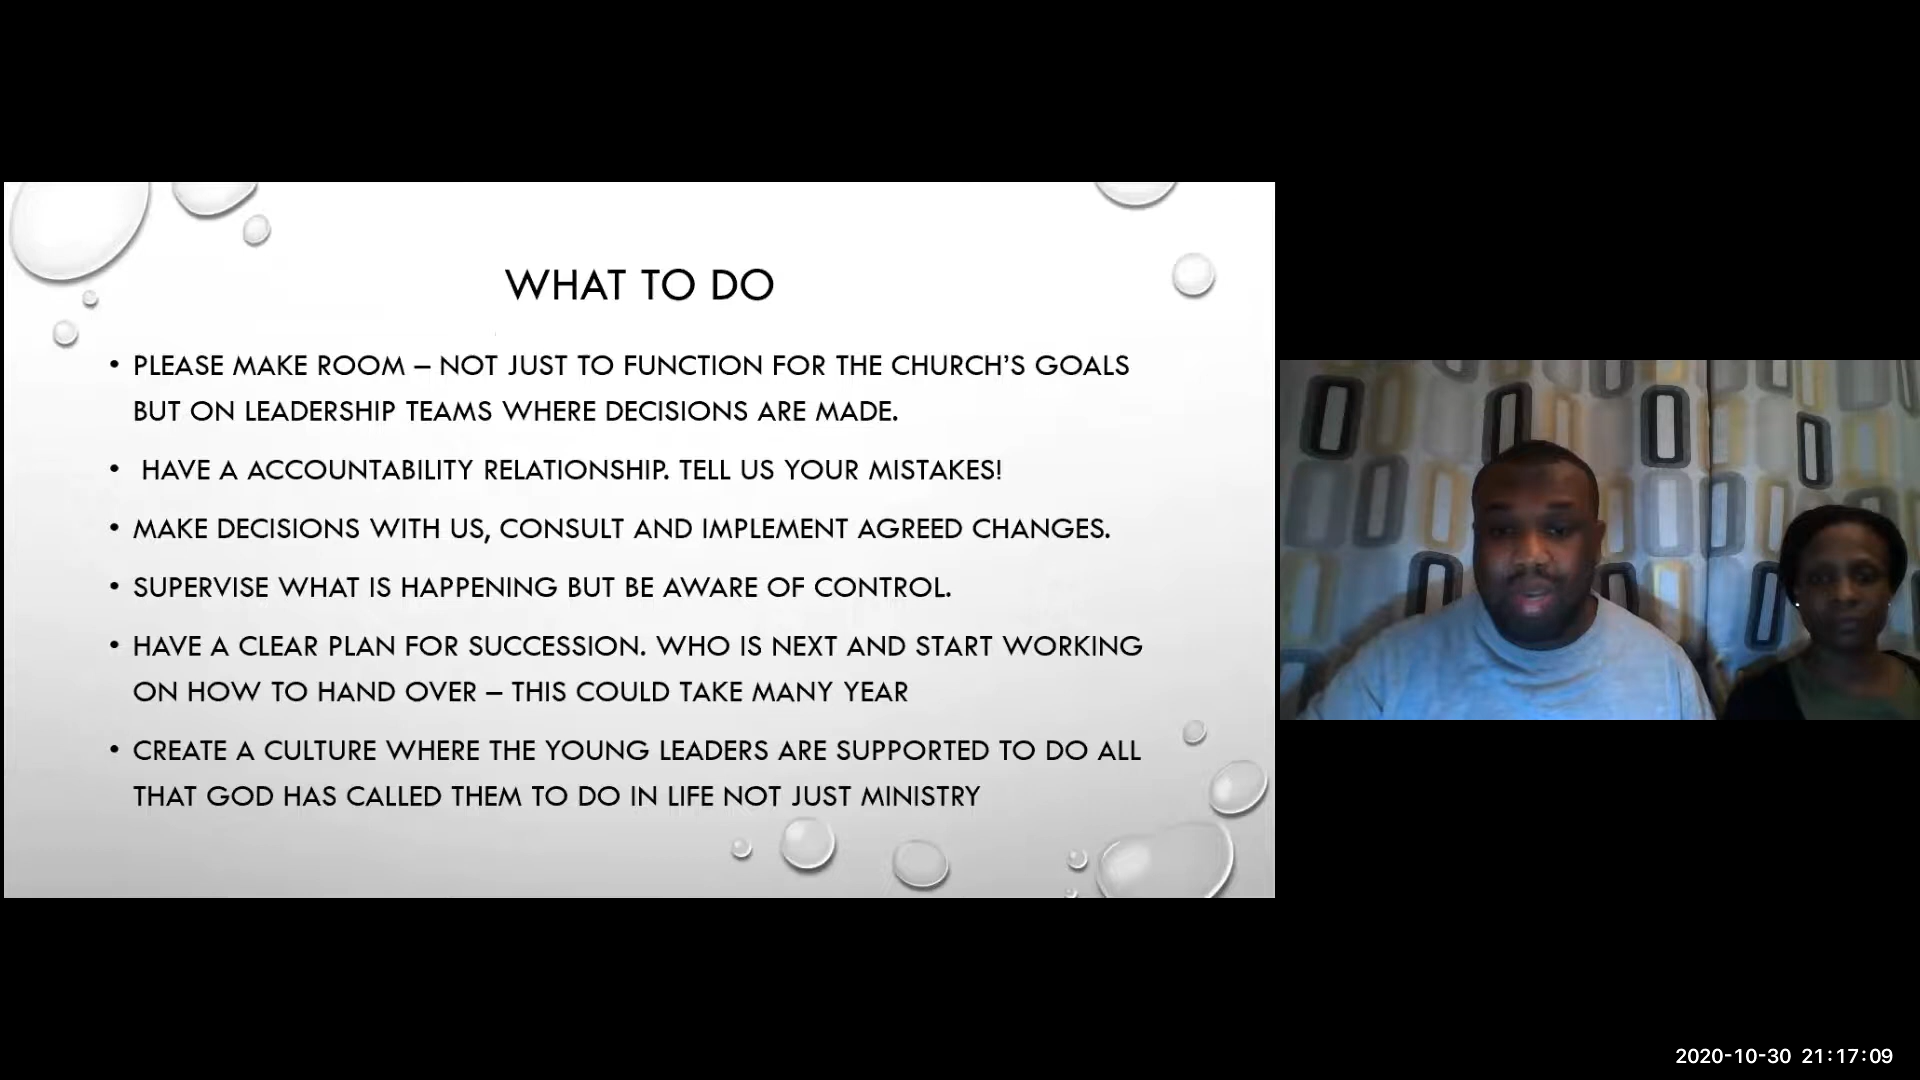 WHAT TO DO
• PLEASE MAKE ROOM – NOT JUST TO FUNCTION FOR THE CHURCH’S GOALS
BUT ON LEADERSHIP TEAMS WHERE DECISIONS ARE MADE.
• HAVE A ACCOUNTABILITY RELATIONSHIP. TELL US YOUR MISTAKES!
• MAKE DECISIONS WITH US, CONSULT AND IMPLEMENT AGREED CHANGES.
• SUPERVISE WHAT IS HAPPENING BUT BE AWARE OF CONTROL.
• HAVE A CLEAR PLAN FOR SUCCESSION. WHO IS NEXT AND START WORKING
ON HOW TO HAND OVER – THIS COULD TAKE MANY YEAR
• CREATE A CULTURE WHERE THE YOUNG LEADERS ARE SUPPORTED TO DO ALL
THAT GOD HAS CALLED THEM TO DO IN LIFE NOT JUST MINISTRY
2020-10-30 21:17:09